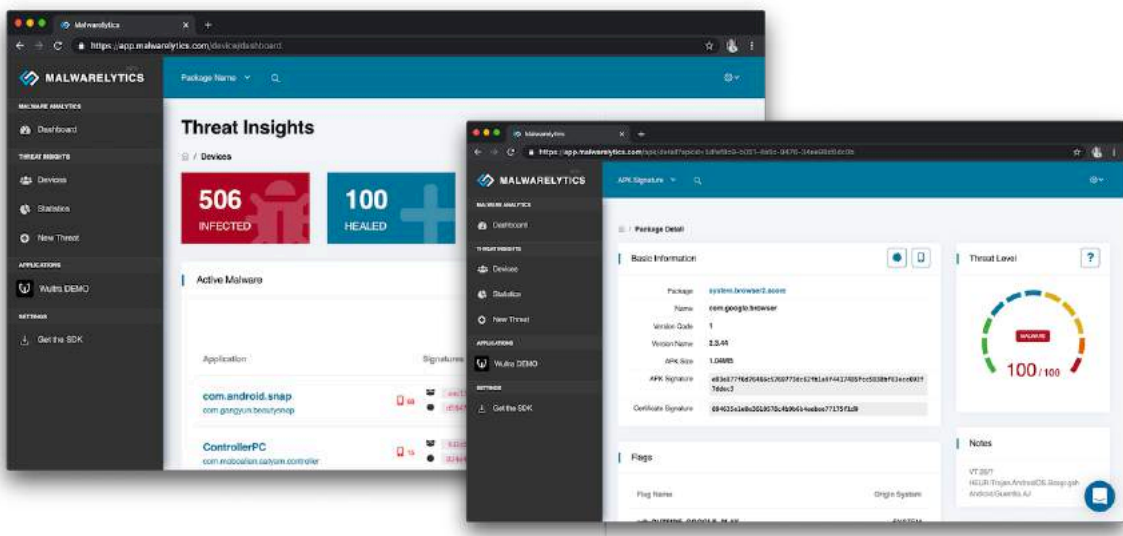 Malwarelytics
https://app.malwarelytics.com/device/dashboard
MALWARELYTICS
Package Name
MALWARE ANALYTICS
Dashboard
THREAT INSIGHTS
Devices
Statistics
New Threat
APPLICATIONS
Wultra DEMO
SETTINGS
Get the SDK
Threat Insights
/ Devices
506
INFECTED
100
HEALED
Active Malware
Application
Signatures
com.android.snap
com.gangyun.beautysnap
ControllerPC
Malwarelytics
MALWARELYTICS
APK Signature
MALWARE ANALYTICS
Dashboard
THREAT INSIGHTS
Devices
Statistics
New Threat
APPLICATIONS
Wultra DEMO
SETTINGS
Get the SDK
/ Package Detail
Basic Information
Package
system.browser2.acore
Name
com.google.browser
Version Code
1
Version Name
2.3.44
APK Size
1.04MB
APK Signature
Certificate Signature
Flags
Flag Name
Origin System
SYSTEM
Threat Level
?
MALWARE
100 / 100
Notes